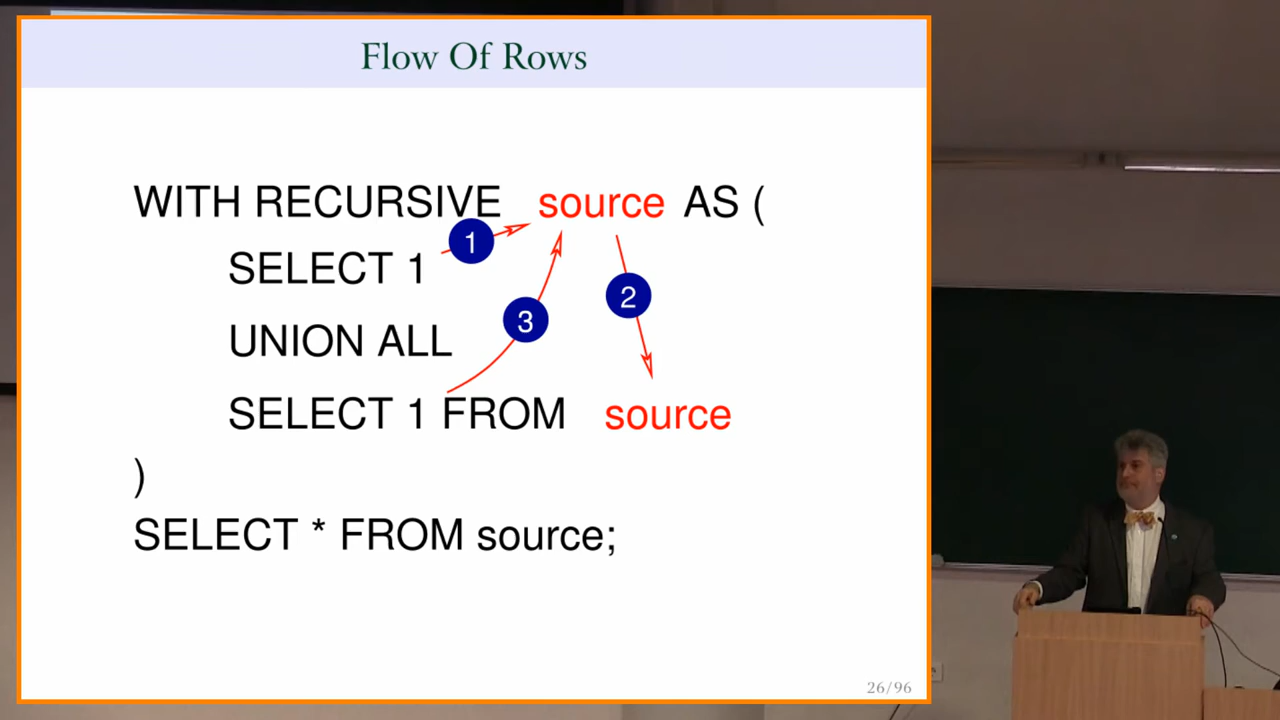 Flow Of Rows
WITH RECURSIVE source AS (
1
SELECT 1
2
3
UNION ALL
SELECT 1 FROM source
)
SELECT * FROM source;
26/96